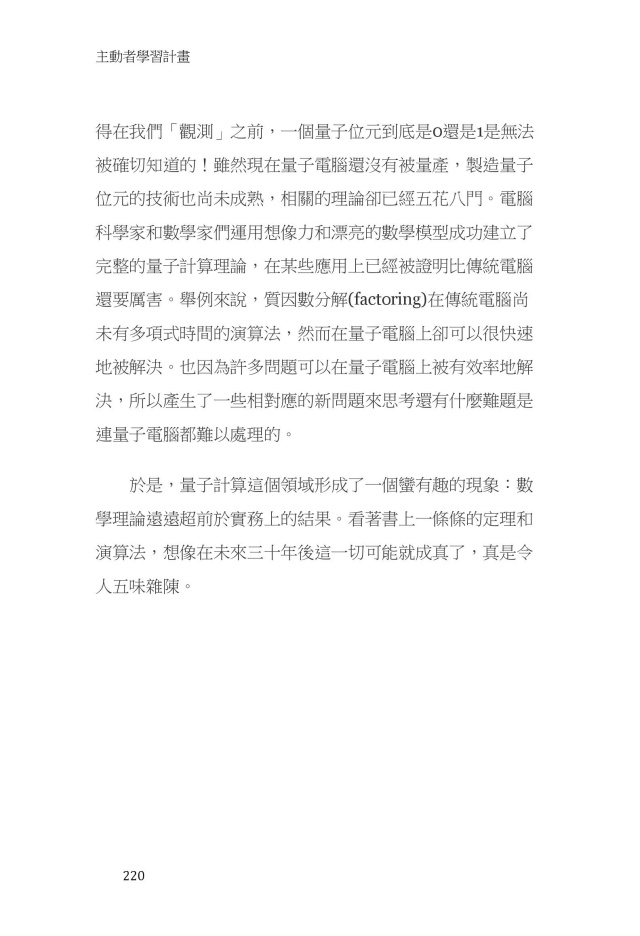 主動者學習計畫
得在我們「觀測」之前，一個量子位元到底是0還是1是無法
被確切知道的！雖然現在量子電腦還沒有被量產，製造量子
位元的技術也尚未成熟，相關的理論卻已經五花八門。電腦
科學家和數學家們運用想像力和漂亮的數學模型成功建立了
完整的量子計算理論，在某些應用上已經被證明比傳統電腦
還要厲害。舉例來說，質因數分解(factoring)在傳統電腦尚
未有多項式時間的演算法，然而在量子電腦上卻可以很快速
地被解決。也因為許多問題可以在量子電腦上被有效率地解
決，所以產生了一些相對應的新問題來思考還有什麼難題是
連量子電腦都難以處理的。
於是，量子計算這個領域形成了一個蠻有趣的現象：數
學理論遠遠超前於實務上的結果。看著書上一條條的定理和
演算法，想像在未來三十年後這一切可能就成真了，真是令
人五味雜陳。
220